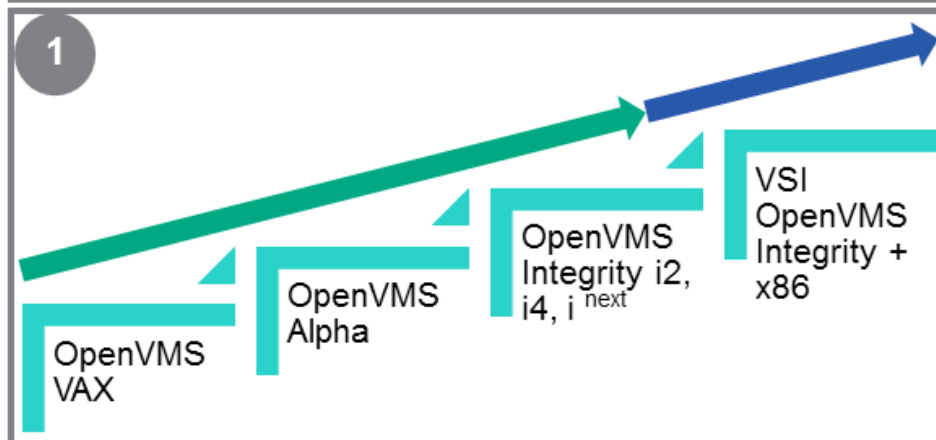 1
OpenVMS
VAX
OpenVMS
Alpha
OpenVMS
Integrity i2,
i4, i next
VSI
OpenVMS
Integrity +
x86